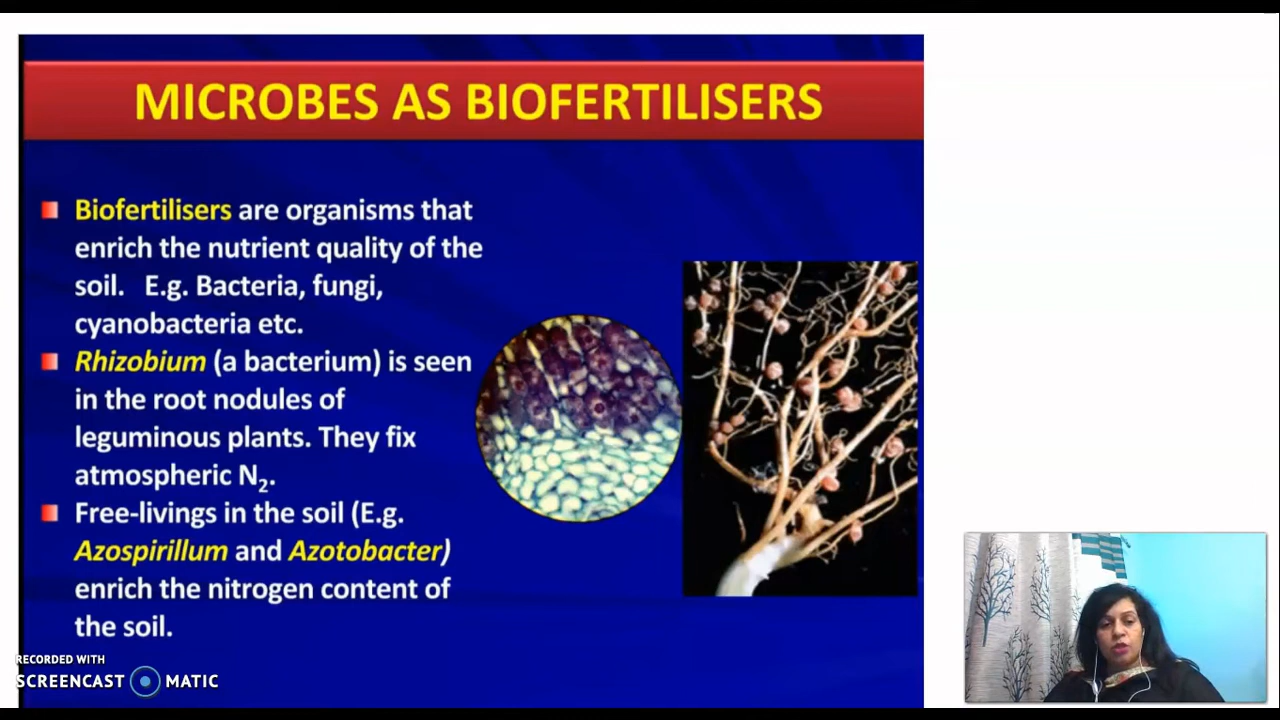 MICROBES AS BIOFERTILISERS
Biofertilisers are organisms that
enrich the nutrient quality of the
soil. E.g. Bacteria, fungi,
cyanobacteria etc.
Rhizobium (a bacterium) is seen
in the root nodules of
leguminous plants. They fix
atmospheric N₂.
Free-livings in the soil (E.g.
Azospirillum and Azotobacter)
enrich the nitrogen content of
the soil.
RECORDED WITH
SCREENCAST MATIC